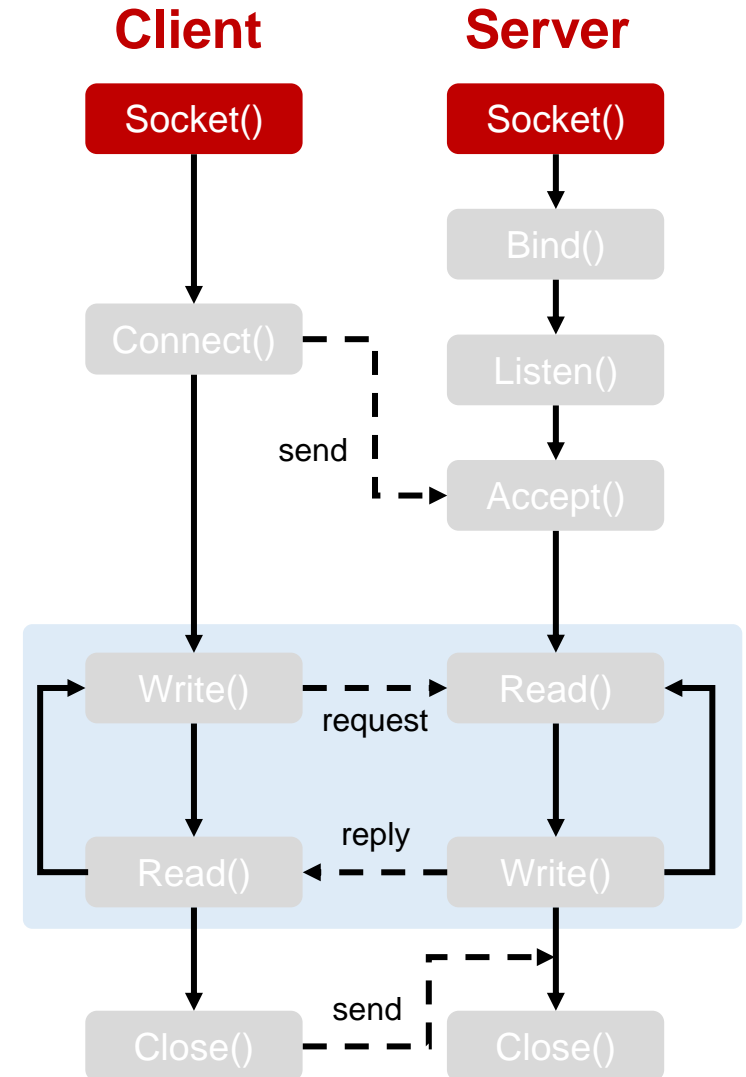 Client Server
Socket() Socket()
Bind()
Connect()
Listen()
send
Accept()
Write() Read()
request
reply
Read() Write()
send
Close() Close()